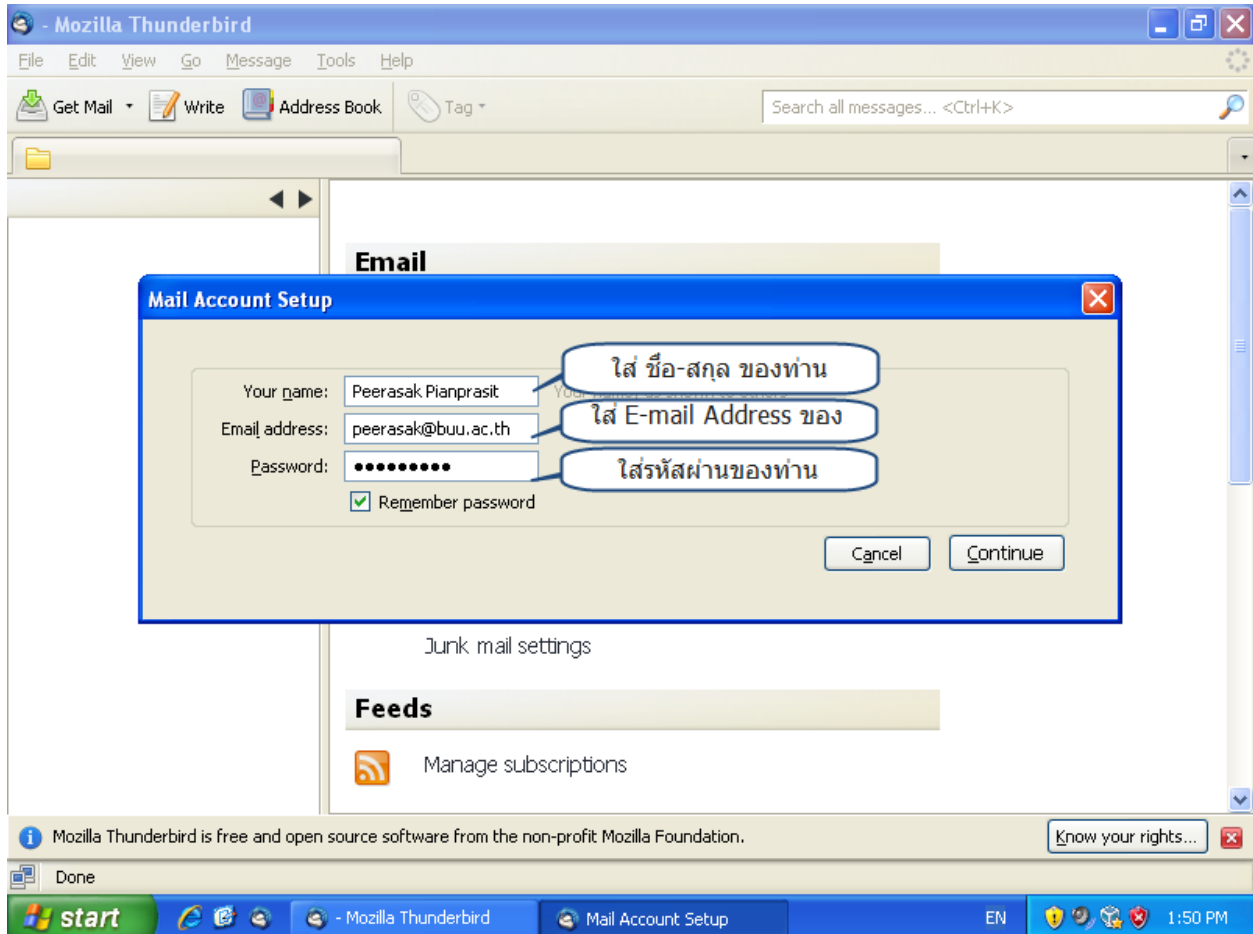 - Mozilla Thunderbird
File Edit View Go Message Tools Help
Get Mail Write Address Book Tag Search all messages... <Ctrl+K>
Email
Mail Account Setup
Your name: Peerasak Pianprasit ใส่ ชื่อ-สกุล ของท่าน
Email address: peerasak@buu.ac.th ใส่ E-mail Address ของ
Password: ●●●●●●●●● ใส่รหัสผ่านของท่าน
Remember password
Cancel Continue
Junk mail settings
Feeds
Manage subscriptions
Mozilla Thunderbird is free and open source software from the non-profit Mozilla Foundation. Know your rights...
Done
start - Mozilla Thunderbird Mail Account Setup EN 1:50 PM